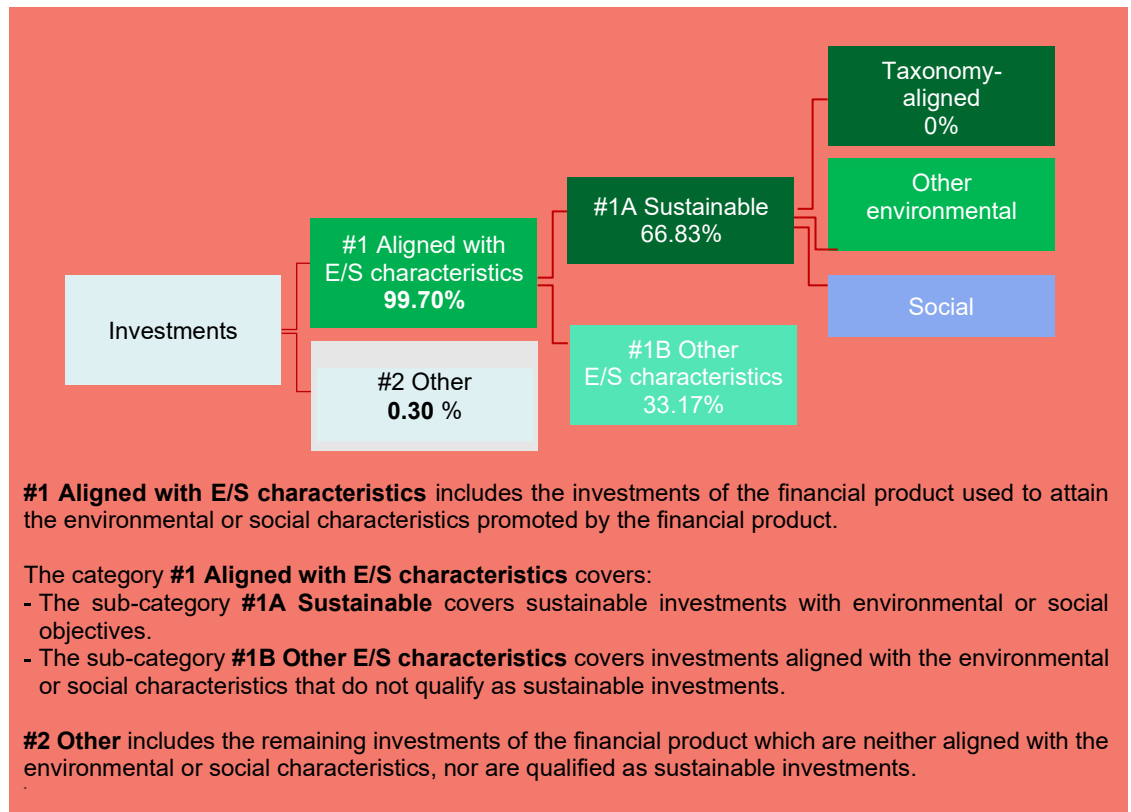 Taxonomy-
aligned
0%
Other
environmental
#1A Sustainable
66.83%
#1 Aligned with
E/S characteristics
99.70%
Social
Investments
#1B Other
E/S characteristics
33.17%
#2 Other
0.30 %
#1 Aligned with E/S characteristics includes the investments of the financial product used to attain
the environmental or social characteristics promoted by the financial product.
The category #1 Aligned with E/S characteristics covers:
- The sub-category #1A Sustainable covers sustainable investments with environmental or social
objectives.
- The sub-category #1B Other E/S characteristics covers investments aligned with the environmental
or social characteristics that do not qualify as sustainable investments.
#2 Other includes the remaining investments of the financial product which are neither aligned with the
environmental or social characteristics, nor are qualified as sustainable investments.
.